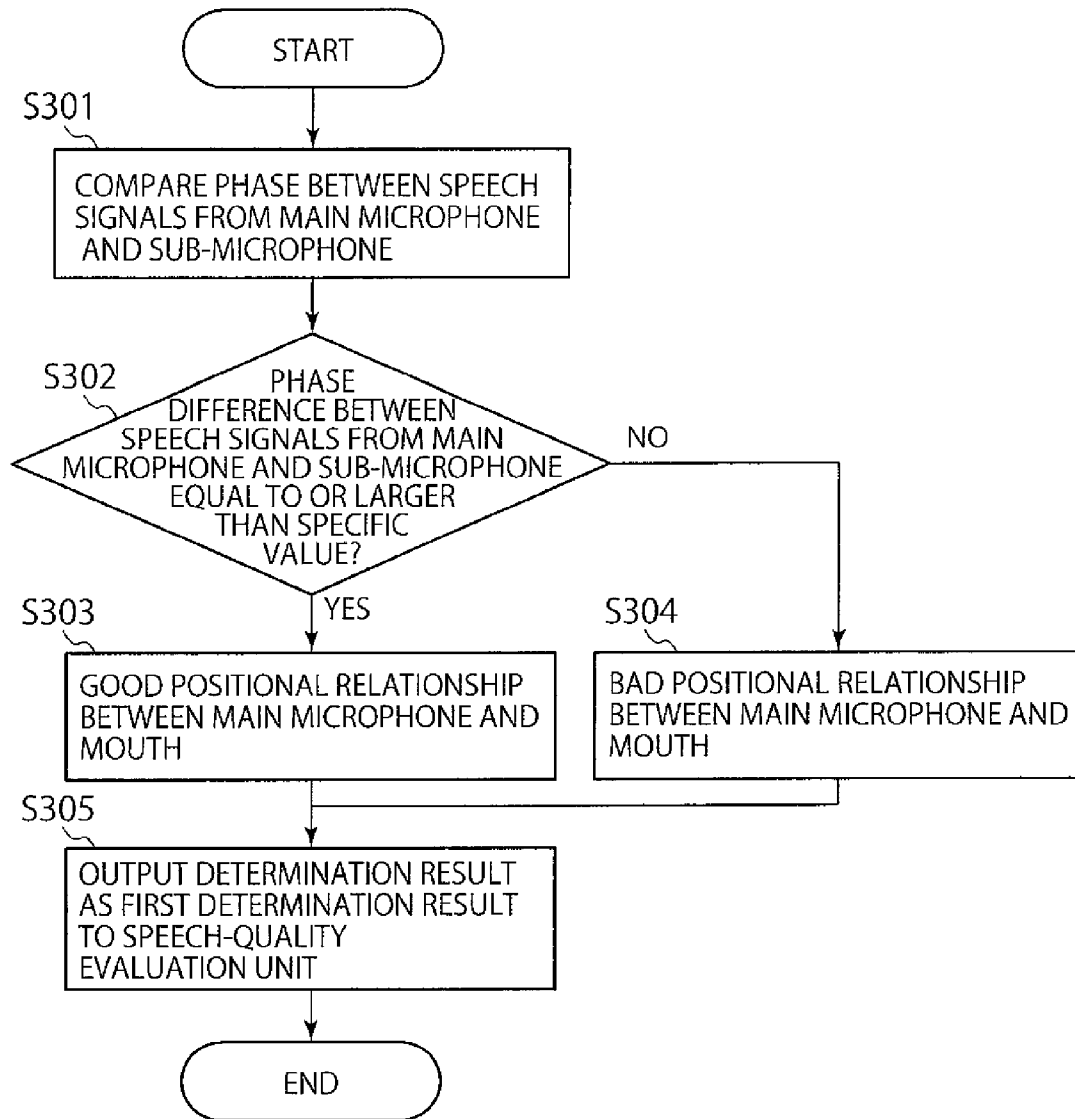 START
S301
COMPARE PHASE BETWEEN SPEECH
SIGNALS FROM MAIN MICROPHONE
AND SUB-MICROPHONE
S302
PHASE
DIFFERENCE BETWEEN
SPEECH SIGNALS FROM MAIN
MICROPHONE AND SUB-MICROPHONE
EQUAL TO OR LARGER
THAN SPECIFIC
VALUE?
NO
YES
S303
GOOD POSITIONAL RELATIONSHIP
BETWEEN MAIN MICROPHONE AND
MOUTH
S304
BAD POSITIONAL RELATIONSHIP
BETWEEN MAIN MICROPHONE AND
MOUTH
S305
OUTPUT DETERMINATION RESULT
AS FIRST DETERMINATION RESULT
TO SPEECH-QUALITY
EVALUATION UNIT
END